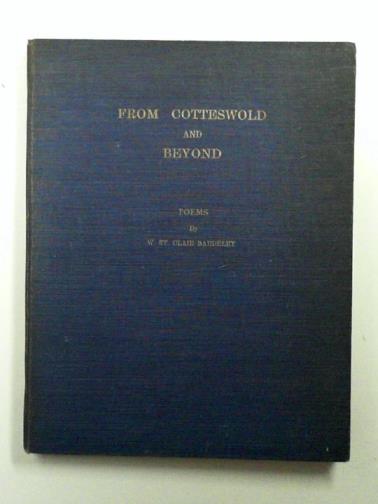 FROM COTTESWOLD
AND
BEYOND
POEMS
By
W. ST. CLAIR BADDELEY